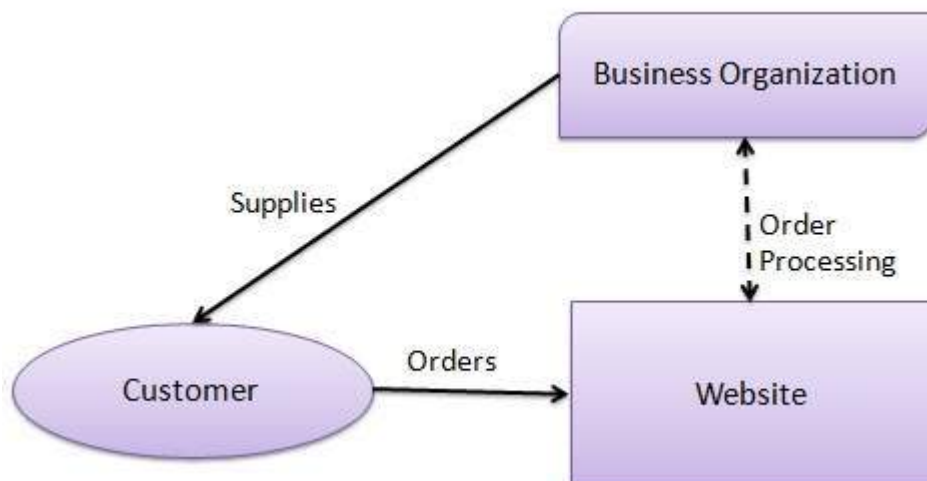 Business Organization
Supplies
Order
Processing
Orders
Customer
Website